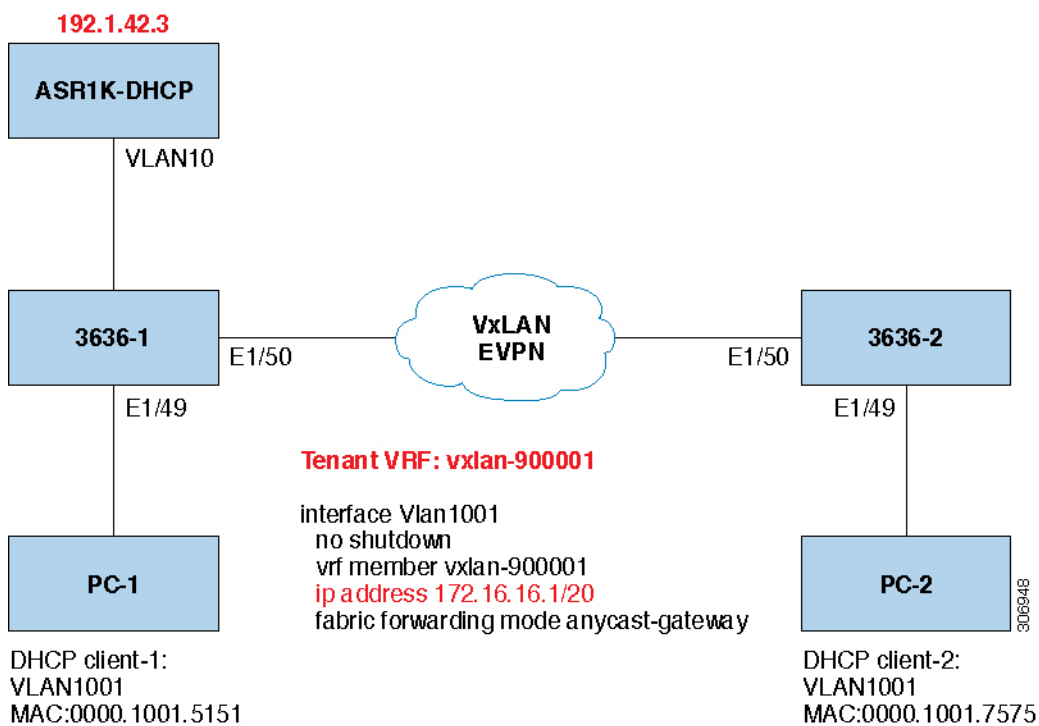 192.1.42.3
ASR1K-DHCP
VLAN10
3636-1
E1/50
E1/49
VxLAN
EVPN
3636-2
E1/50
E1/49
Tenant VRF: vxlan-900001
interface Vlan1001
no shutdown
vrf member vxlan-900001
ip address 172.16.16.1/20
fabric forwarding mode anycast-gateway
PC-1
PC-2
306948
DHCP client-1:
VLAN1001
MAC:0000.1001.5151
DHCP client-2:
VLAN1001
MAC:0000.1001.7575